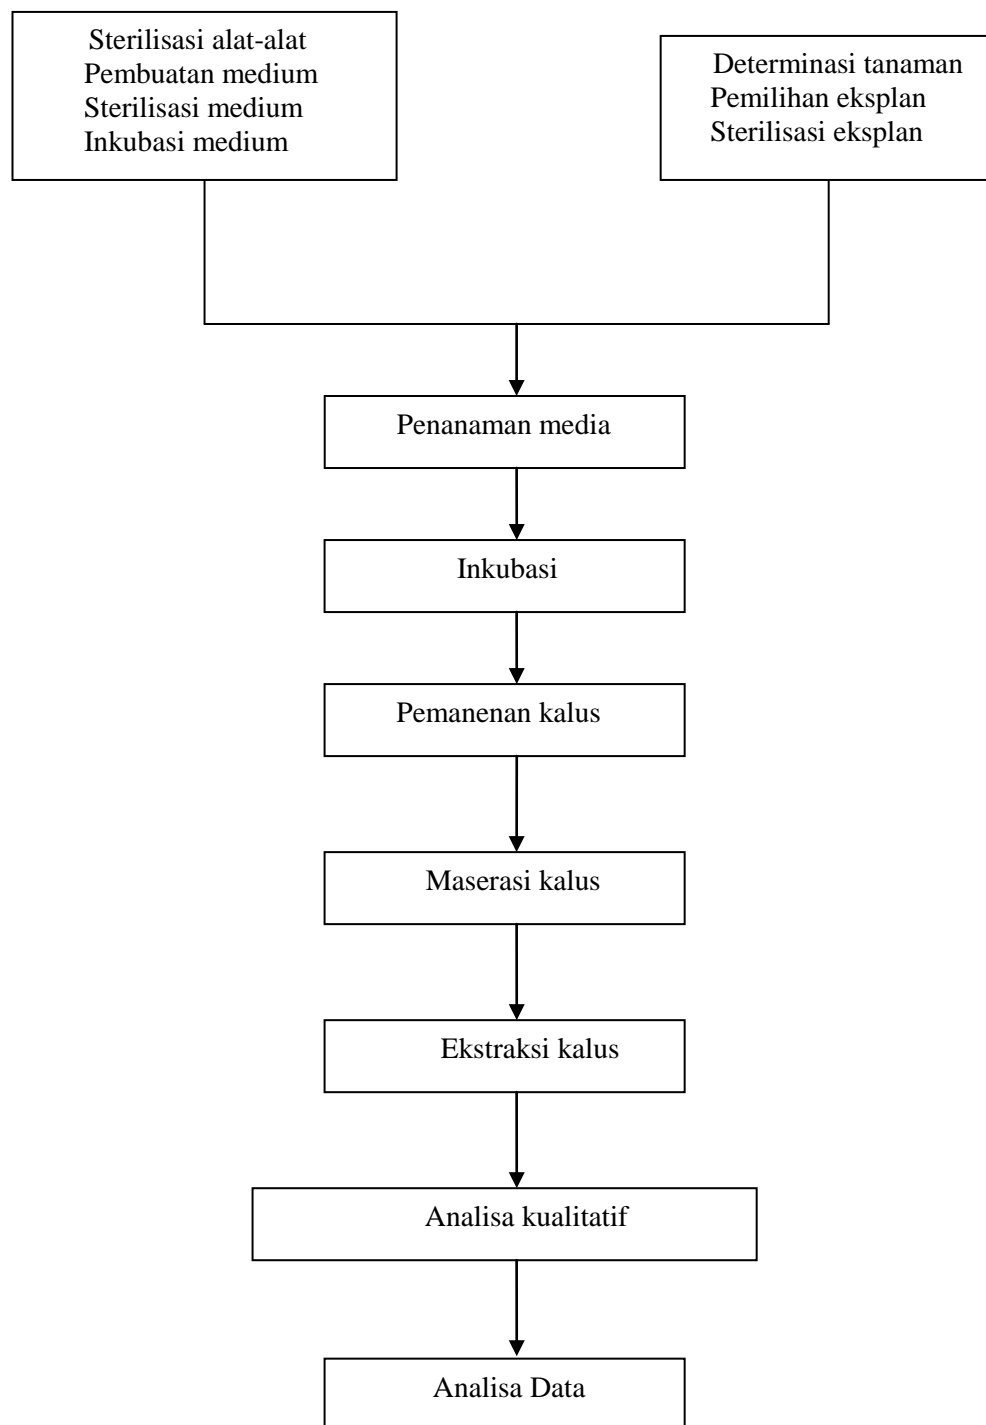 Sterilisasi alat-alat
Pembuatan medium
Sterilisasi medium
Inkubasi medium
Determinasi tanaman
Pemilihan eksplan
Sterilisasi eksplan
Penanaman media
Inkubasi
Pemanenan kalus
Maserasi kalus
Ekstraksi kalus
Analisa kualitatif
Analisa Data